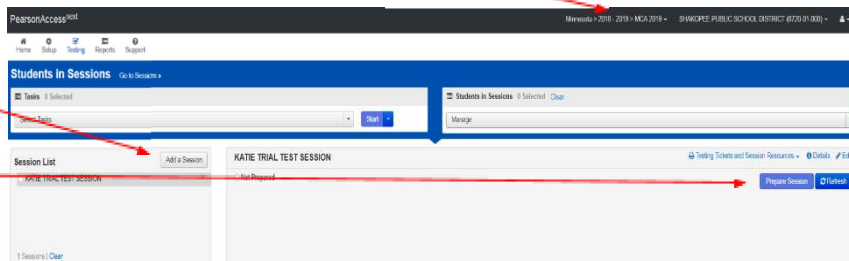 PearsonAccess next
Minnesota > 2018 - 2019 > MCA 2019
SHAKOPEE PUBLIC SCHOOL DISTRICT (0720-01-000)
Home Setup Testing Reports Support
Students in Sessions Go to Sessions »
Tasks 0 Selected
Select Tasks
Start
Students in Sessions 0 Selected Clear
Manage
Session List
Add a Session
KATIE TRIAL TEST SESSION
1 Sessions | Clear
KATIE TRIAL TEST SESSION
Testing Tickets and Session Resources
Details
Edi
Not Prepared
Prepare Session
Refresh